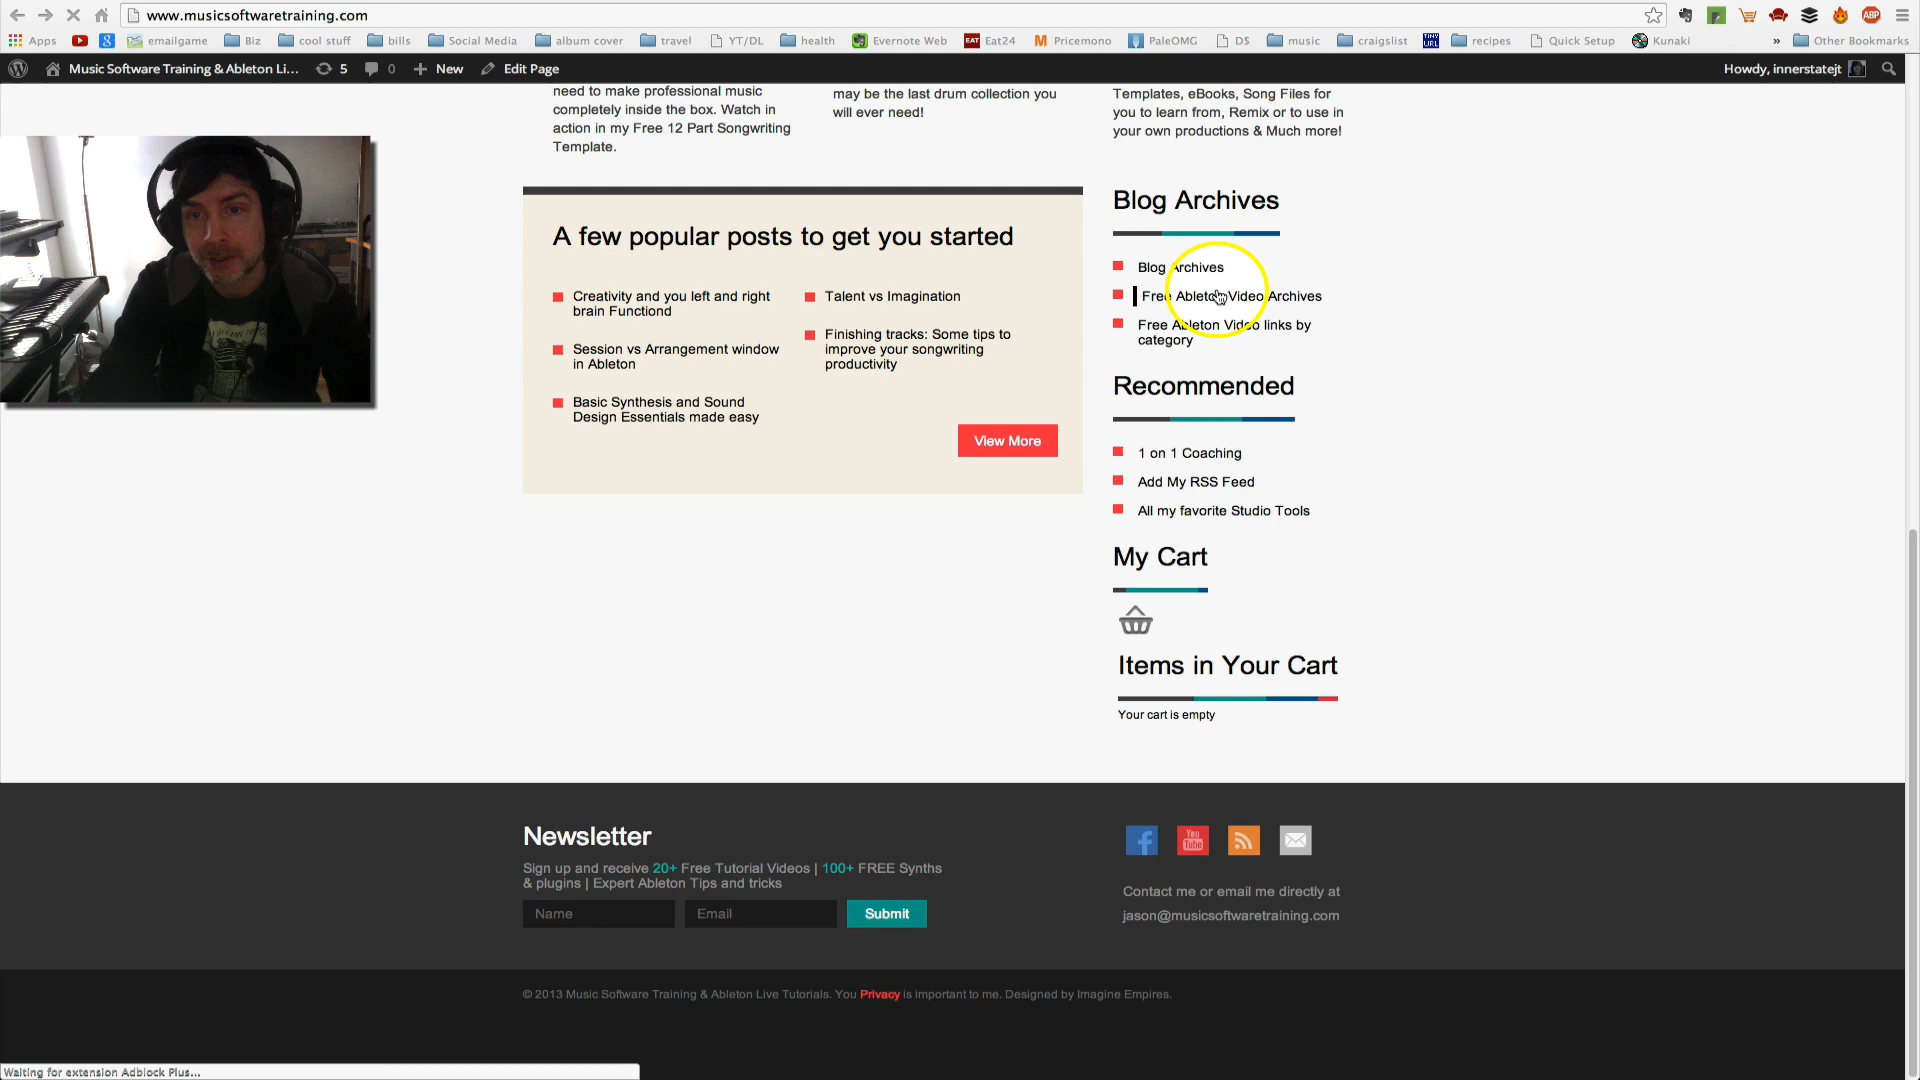 www.musicsoftwaretraining.com
Apps
emailgame
Biz
cool stuff
bills
Social Media
album cover
travel
YT/DL
health
Evernote Web
EAT Eat24
Pricemono
PaleOMG
D$
music
craigslist
TINY URL
recipes
Quick Setup
Kunaki
»
Other Bookmarks
ABP
Music Software Training & Ableton Li...
5
0
New
Edit Page
Howdy, innerstatejt
need to make professional music
completely inside the box. Watch in
action in my Free 12 Part Songwriting
Template.
may be the last drum collection you
will ever need!
Templates, eBooks, Song Files for
you to learn from, Remix or to use in
your own productions & Much more!
A few popular posts to get you started
Creativity and you left and right
brain Functiond
Session vs Arrangement window
in Ableton
Basic Synthesis and Sound
Design Essentials made easy
Talent vs Imagination
Finishing tracks: Some tips to
improve your songwriting
productivity
View More
Blog Archives
Blog Archives
Free Ableton Video Archives
Free Ableton Video links by
category
Recommended
1 on 1 Coaching
Add My RSS Feed
All my favorite Studio Tools
My Cart
Items in Your Cart
Your cart is empty
Newsletter
Sign up and receive 20+ Free Tutorial Videos | 100+ FREE Synths
& plugins | Expert Ableton Tips and tricks
Name
Email
Submit
You
Tube
Contact me or email me directly at
jason@musicsoftwaretraining.com
© 2013 Music Software Training & Ableton Live Tutorials. You Privacy is important to me. Designed by Imagine Empires.
Waiting for extension Adblock Plus...